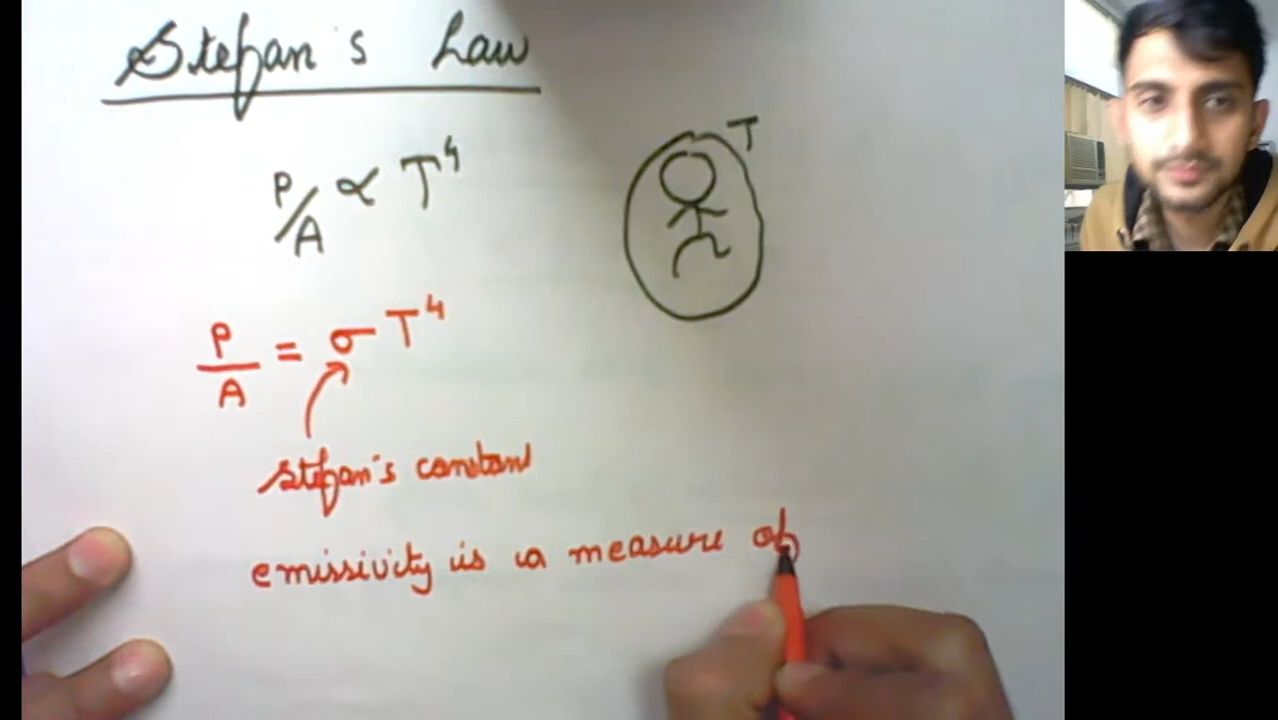 Stefan's Law
P/A ∝ T⁴
T
P/A = σ T⁴
Stefan's constant
emissivity is a measure of